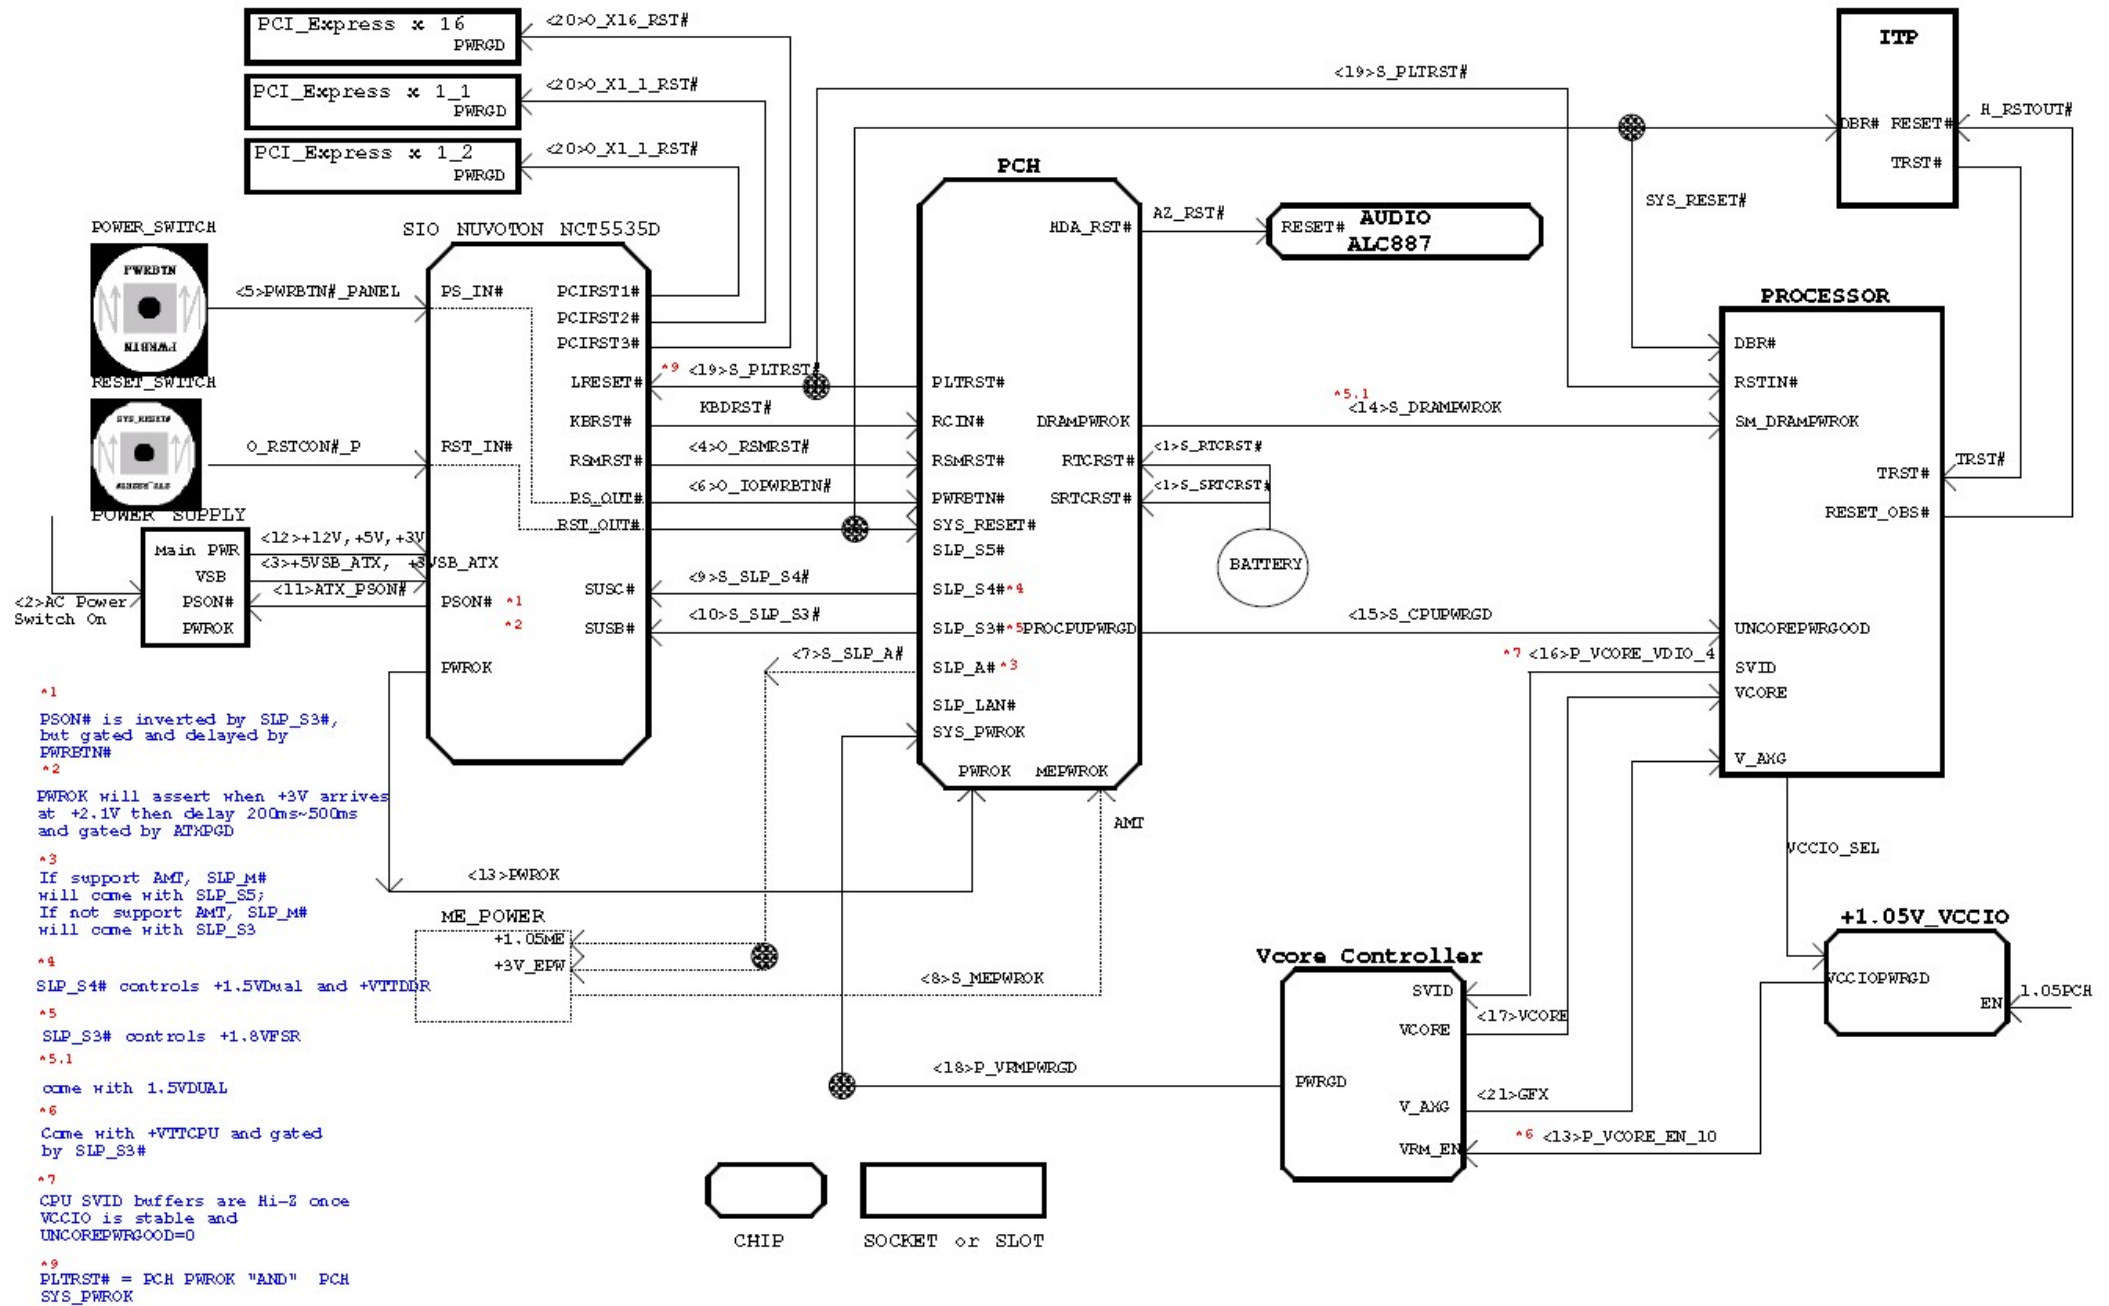 PCI_Express x 16
PWRGD
<20>O_X16_RST#
PCI_Express x 1_1
PWRGD
<20>O_X1_1_RST#
PCI_Express x 1_2
PWRGD
<20>O_X1_1_RST#
<19>S_PLTRST#
ITP
DBR# RESET#
TRST#
H_RSTOUT#
SYS_RESET#
POWER_SWITCH
PWRBTN
PWRBTN
<5>PWRBTN#_PANEL
RESET_SWITCH
SYS_RESET#
SYS_RESET#
O_RSTCON#_P
POWER SUPPLY
Main PWR
VSB
PSON#
PWROK
<12>+12V,+5V,+3V
<3>+5VSB_ATX, +3VSB_ATX
<11>ATX_PSON#
<2>AC Power
Switch On
SIO NUVOTON NCT5535D
PS_IN#
PCIRST1#
PCIRST2#
PCIRST3#
LRESET#
KBRST#
RST_IN#
RSMRST#
PS_OUT#
RST_OUT#
SUSC#
PSON# *1
*2
SUSB#
PWROK
*9 <19>S_PLTRST#
KBDRST#
<4>O_RSMRST#
<6>O_IOPWRBTN#
<9>S_SLP_S4#
<10>S_SLP_S3#
<7>S_SLP_A#
PCH
HDA_RST#
PLTRST#
RCIN#
DRAMPWROK
RSMRST#
RTCRST#
PWRBTN#
SRTCRST#
SYS_RESET#
SLP_S5#
SLP_S4#*4
SLP_S3#*5PROCPUPWRGD
SLP_A# *3
SLP_LAN#
SYS_PWROK
PWROK MEPWROK
AZ_RST#
AUDIO
RESET#
ALC887
*5.1
<14>S_DRAMPWROK
<1>S_RTCRST#
<1>S_SRTCRST#
BATTERY
<15>S_CPUPWRGD
*7 <16>P_VCORE_VDIO_4
PROCESSOR
DBR#
RSTIN#
SM_DRAMPWROK
TRST#
RESET_OBS#
UNCOREPWRGOOD
SVID
VCORE
V_AXG
TRST#
AMT
VCCIO_SEL
<13>PWROK
ME_POWER
+1.05ME
+3V_EPW
<8>S_MEPWROK
<18>P_VRMPWRGD
Vcore Controller
SVID
VCORE
PWRGD
V_AXG
VRM_EN
<17>VCORE
<21>GFX
*6 <13>P_VCORE_EN_10
+1.05V_VCCIO
VCCIOPWRGD
EN
1.05PCH
*1
PSON# is inverted by SLP_S3#,
but gated and delayed by
PWRBTN#
*2
PWROK will assert when +3V arrives
at +2.1V then delay 200ms~500ms
and gated by ATXPGD
*3
If support AMT, SLP_M#
will come with SLP_S5;
If not support AMT, SLP_M#
will come with SLP_S3
*4
SLP_S4# controls +1.5VDual and +VTTDDR
*5
SLP_S3# controls +1.8VFSR
*5.1
come with 1.5VDUAL
*6
Come with +VTTCPU and gated
by SLP_S3#
*7
CPU SVID buffers are Hi-Z once
VCCIO is stable and
UNCOREPWRGOOD=0
*9
PLTRST# = PCH PWROK "AND" PCH
SYS_PWROK
CHIP
SOCKET or SLOT